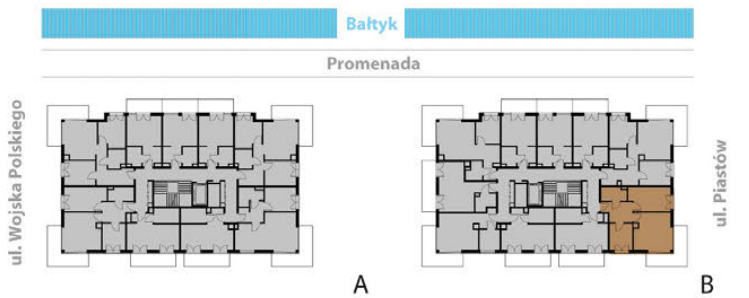 Bałtyk
Promenada
ul. Wojska Polskiego
ul. Piastów
A
B